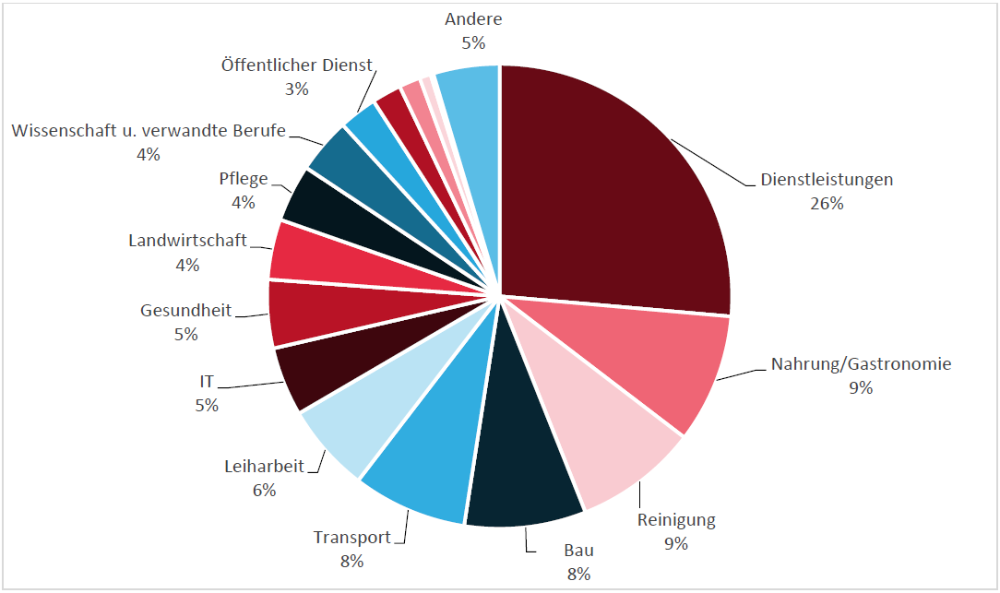 Andere
5%
Öffentlicher Dienst
3%
Wissenschaft u. verwandte Berufe
4%
Pflege
4%
Landwirtschaft
4%
Gesundheit
5%
IT
5%
Leiharbeit
6%
Transport
8%
Bau
8%
Reinigung
9%
Nahrung/Gastronomie
9%
Dienstleistungen
26%